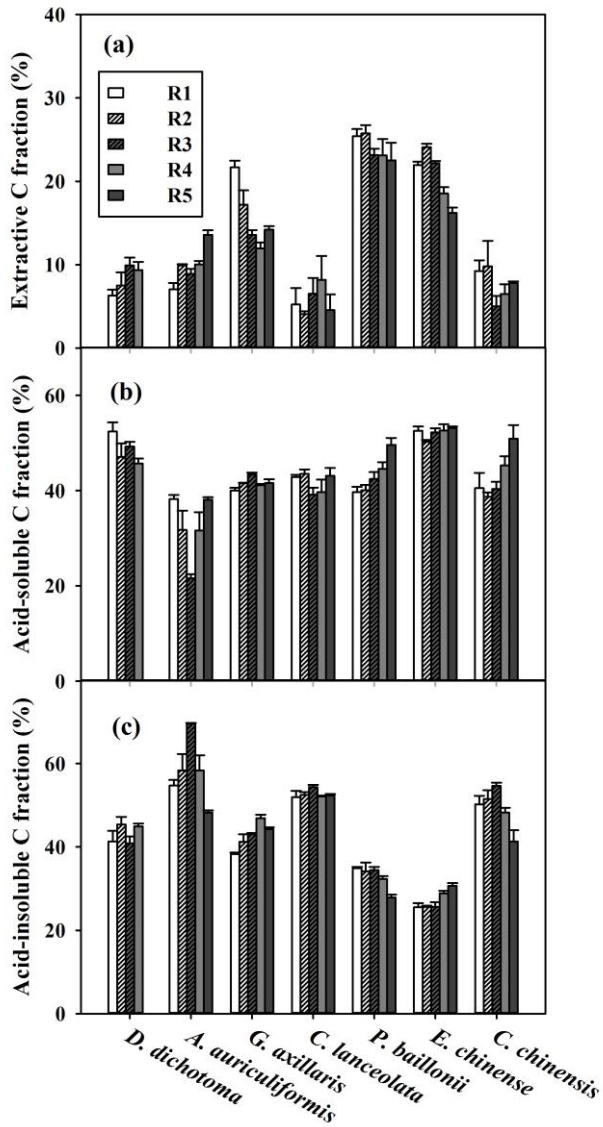 (a)
R1
R2
R3
R4
R5
Extractive C fraction (%)
40
30
20
10
0
(b)
Acid-soluble C fraction (%)
60
40
20
0
(c)
Acid-insoluble C fraction (%)
60
40
20
0
D. dichotoma
A. auriculiformis
G. axillaris
C. lanceolata
P. baillonii
E. chinense
C. chinensis